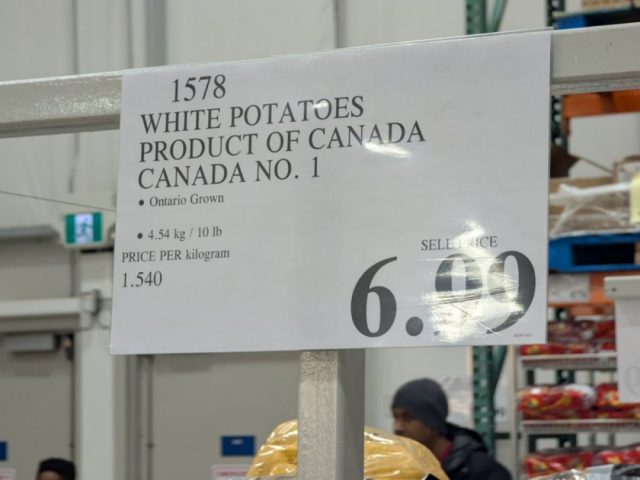 1578
WHITE POTATOES
PRODUCT OF CANADA
CANADA NO. 1
• Ontario Grown
• 4.54 kg / 10 lb
PRICE PER kilogram
1.540
SELL PRICE
6.99